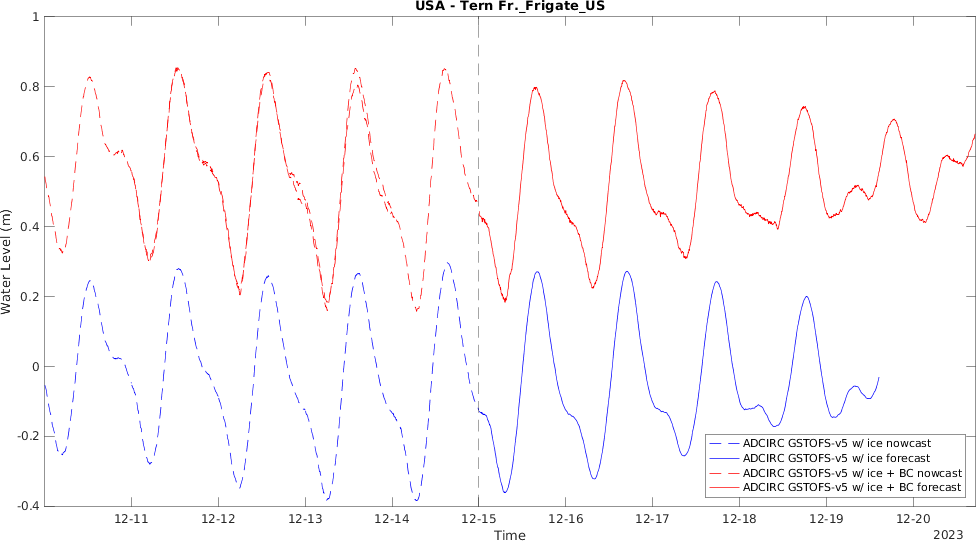 USA - Tern Fr._Frigate_US
Water Level (m)
1
0.8
0.6
0.4
0.2
0
-0.2
-0.4
12-11
12-12
12-13
12-14
12-15
12-16
12-17
12-18
12-19
12-20
Time
2023
ADCIRC GSTOFS-v5 w/ ice nowcast
ADCIRC GSTOFS-v5 w/ ice forecast
ADCIRC GSTOFS-v5 w/ ice + BC nowcast
ADCIRC GSTOFS-v5 w/ ice + BC forecast